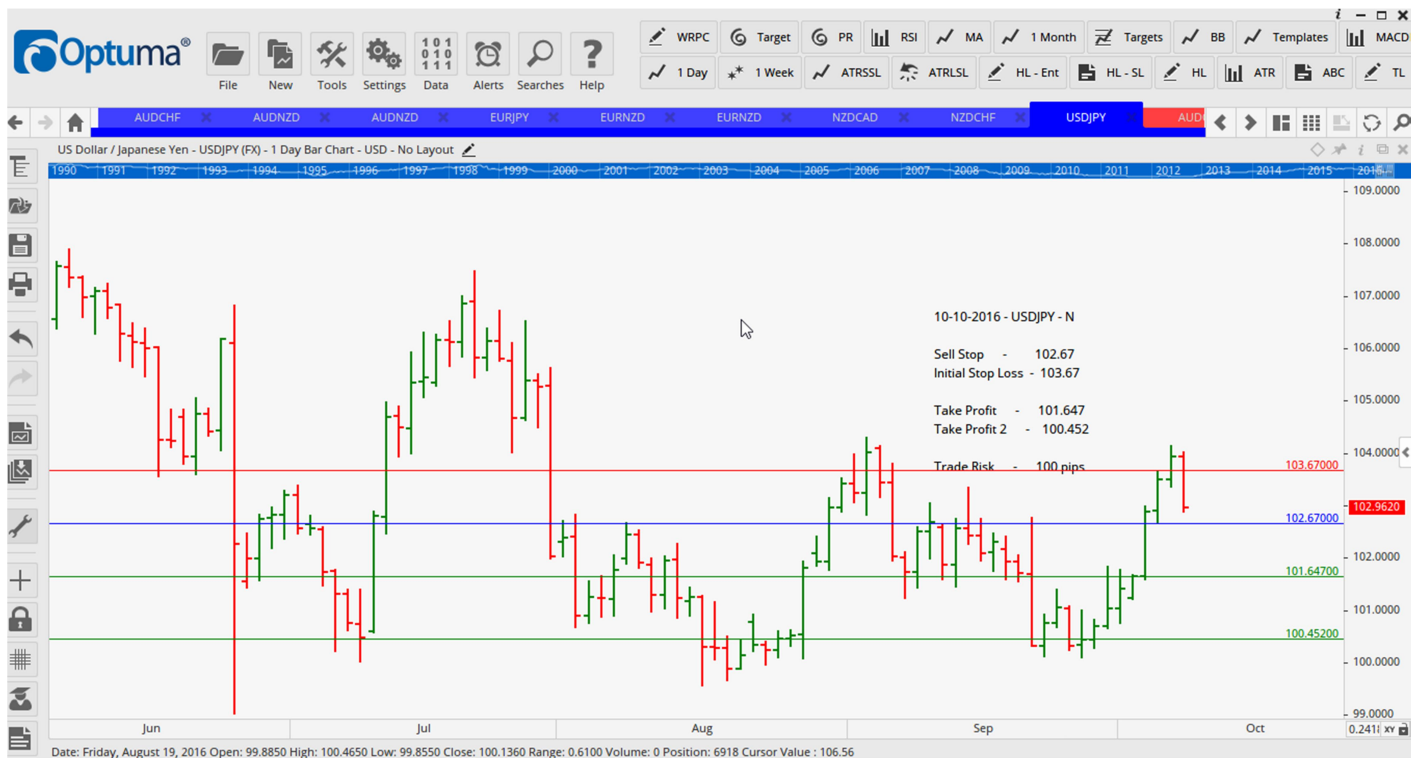 i
Optuma®
File
New
Tools
Settings
Data
Alerts
Searches
Help
WRPC
Target
PR
RSI
MA
1 Month
Targets
BB
Templates
MACD
1 Day
1 Week
ATRSSL
ATRLSL
HL - Ent
HL - SL
HL
ATR
ABC
TL
AUDCHF
AUDNZD
AUDNZD
EURJPY
EURNZD
EURNZD
NZDCAD
NZDCHF
USDJPY
US Dollar / Japanese Yen - USDJPY (FX) - 1 Day Bar Chart - USD - No Layout
1990 1991 1992 1993 1994 1995 1996 1997 1998 1999 2000 2001 2002 2003 2004 2005 2006 2007 2008 2009 2010 2011 2012 2013 2014 2015 2016
109.0000
108.0000
107.0000
106.0000
105.0000
104.0000
102.9620
102.0000
101.0000
100.0000
99.0000
10-10-2016 - USDJPY - N
Sell Stop - 102.67
Initial Stop Loss - 103.67
Take Profit - 101.647
Take Profit 2 - 100.452
Trade Risk - 100 pips
103.67000
102.67000
101.64700
100.45200
Jun Jul Aug Sep Oct
XY
Date: Friday, August 19, 2016 Open: 99.8850 High: 100.4650 Low: 99.8550 Close: 100.1360 Range: 0.6100 Volume: 0 Position: 6918 Cursor Value : 106.56